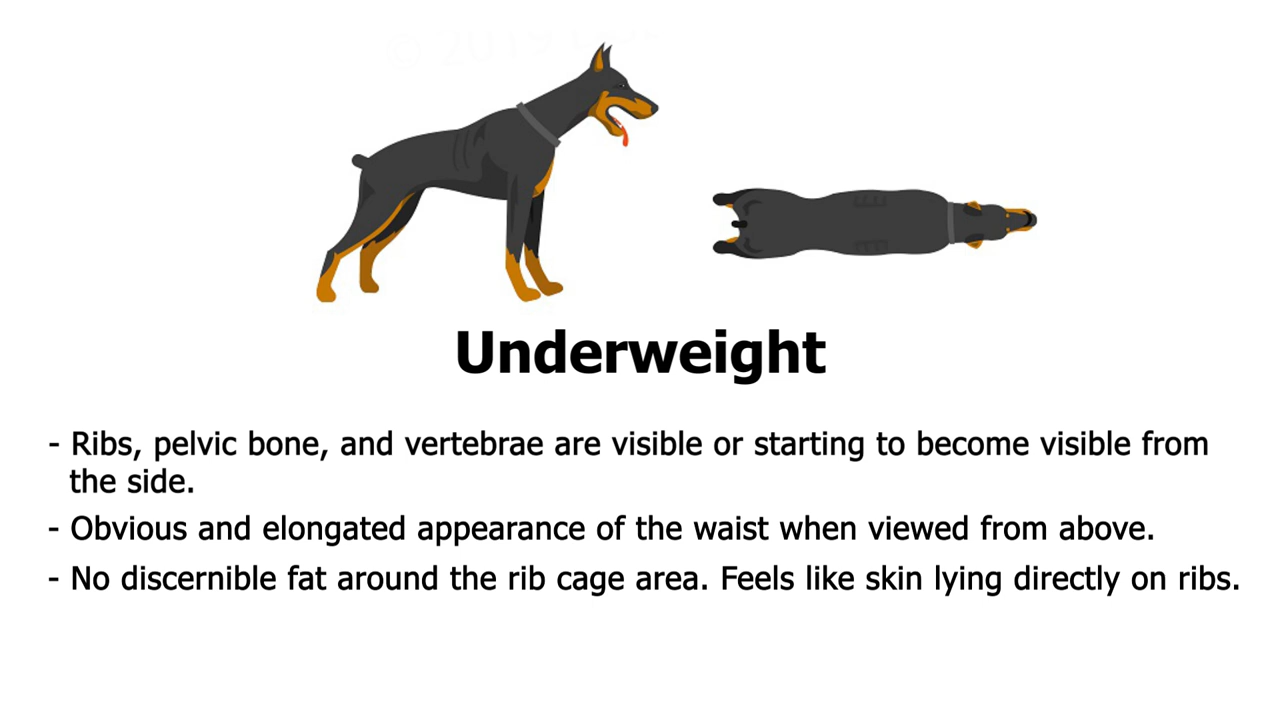 © 2019
Underweight
- Ribs, pelvic bone, and vertebrae are visible or starting to become visible from
the side.
- Obvious and elongated appearance of the waist when viewed from above.
- No discernible fat around the rib cage area. Feels like skin lying directly on ribs.